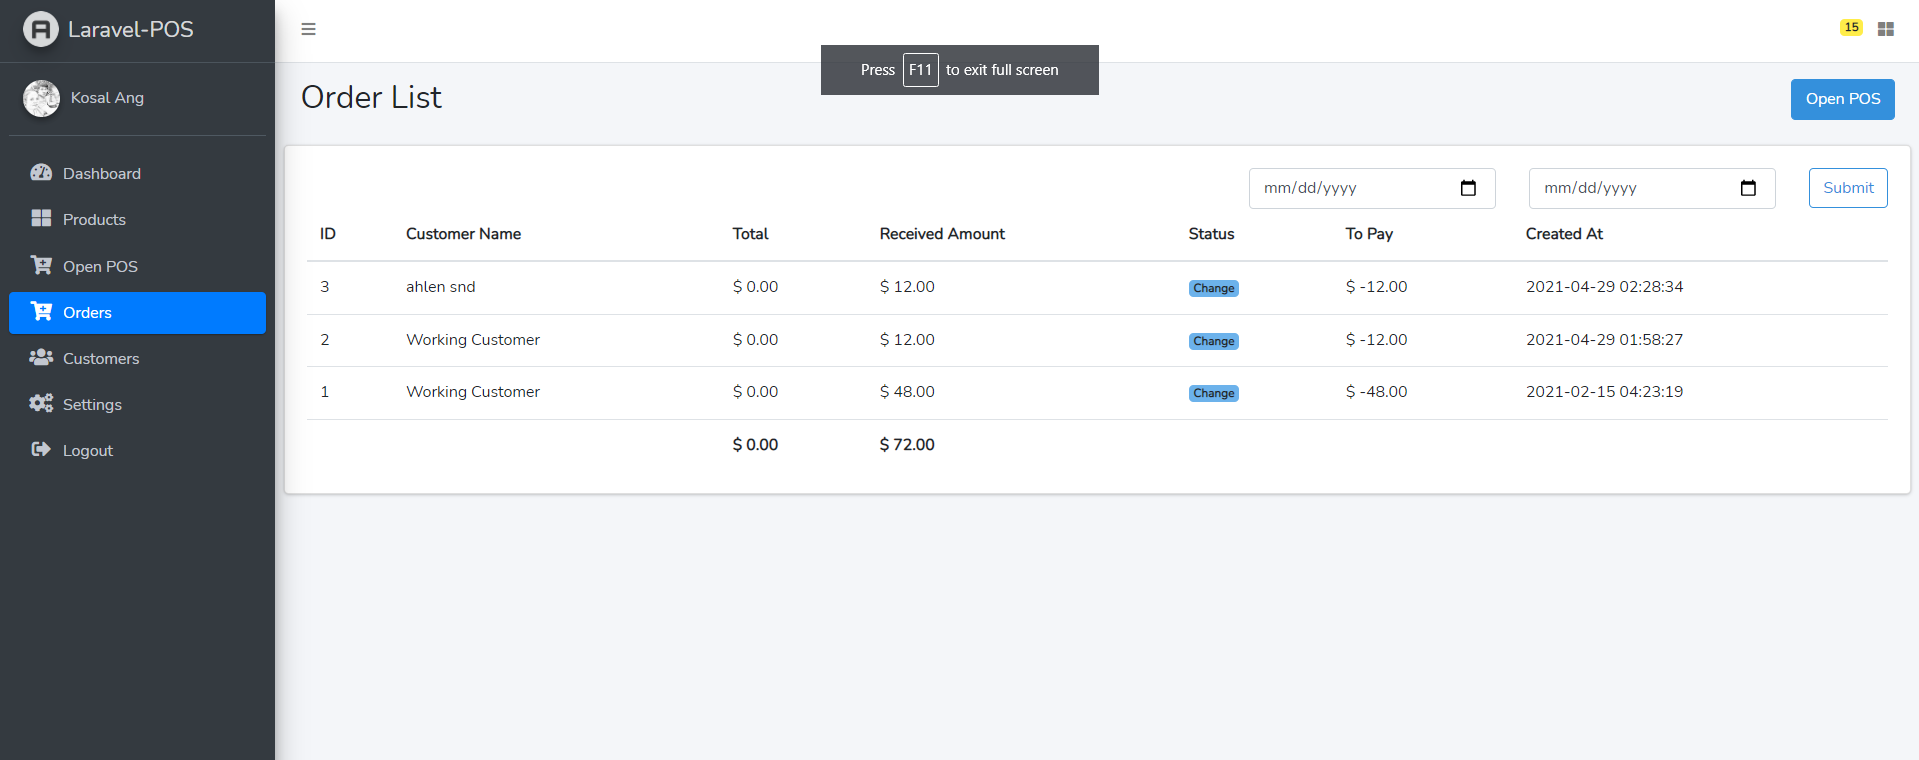 Laravel-POS
15
Press F11 to exit full screen
Kosal Ang
Order List
Open POS
Dashboard
Products
Open POS
Orders
Customers
Settings
Logout
mm/dd/yyyy mm/dd/yyyy Submit
ID Customer Name Total Received Amount Status To Pay Created At
3 ahlen snd $ 0.00 $ 12.00 Change $ -12.00 2021-04-29 02:28:34
2 Working Customer $ 0.00 $ 12.00 Change $ -12.00 2021-04-29 01:58:27
1 Working Customer $ 0.00 $ 48.00 Change $ -48.00 2021-02-15 04:23:19
$ 0.00 $ 72.00